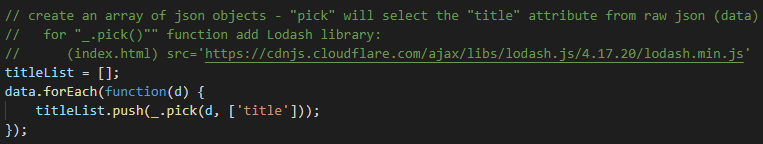 // create an array of json objects - "pick" will select the "title" attribute from raw json (data)
//   for "_.pick()"" function add Lodash library:
//      (index.html) src='https://cdnjs.cloudflare.com/ajax/libs/lodash.js/4.17.20/lodash.min.js'
titleList = [];
data.forEach(function(d) {
    titleList.push(_.pick(d, ['title']));
});